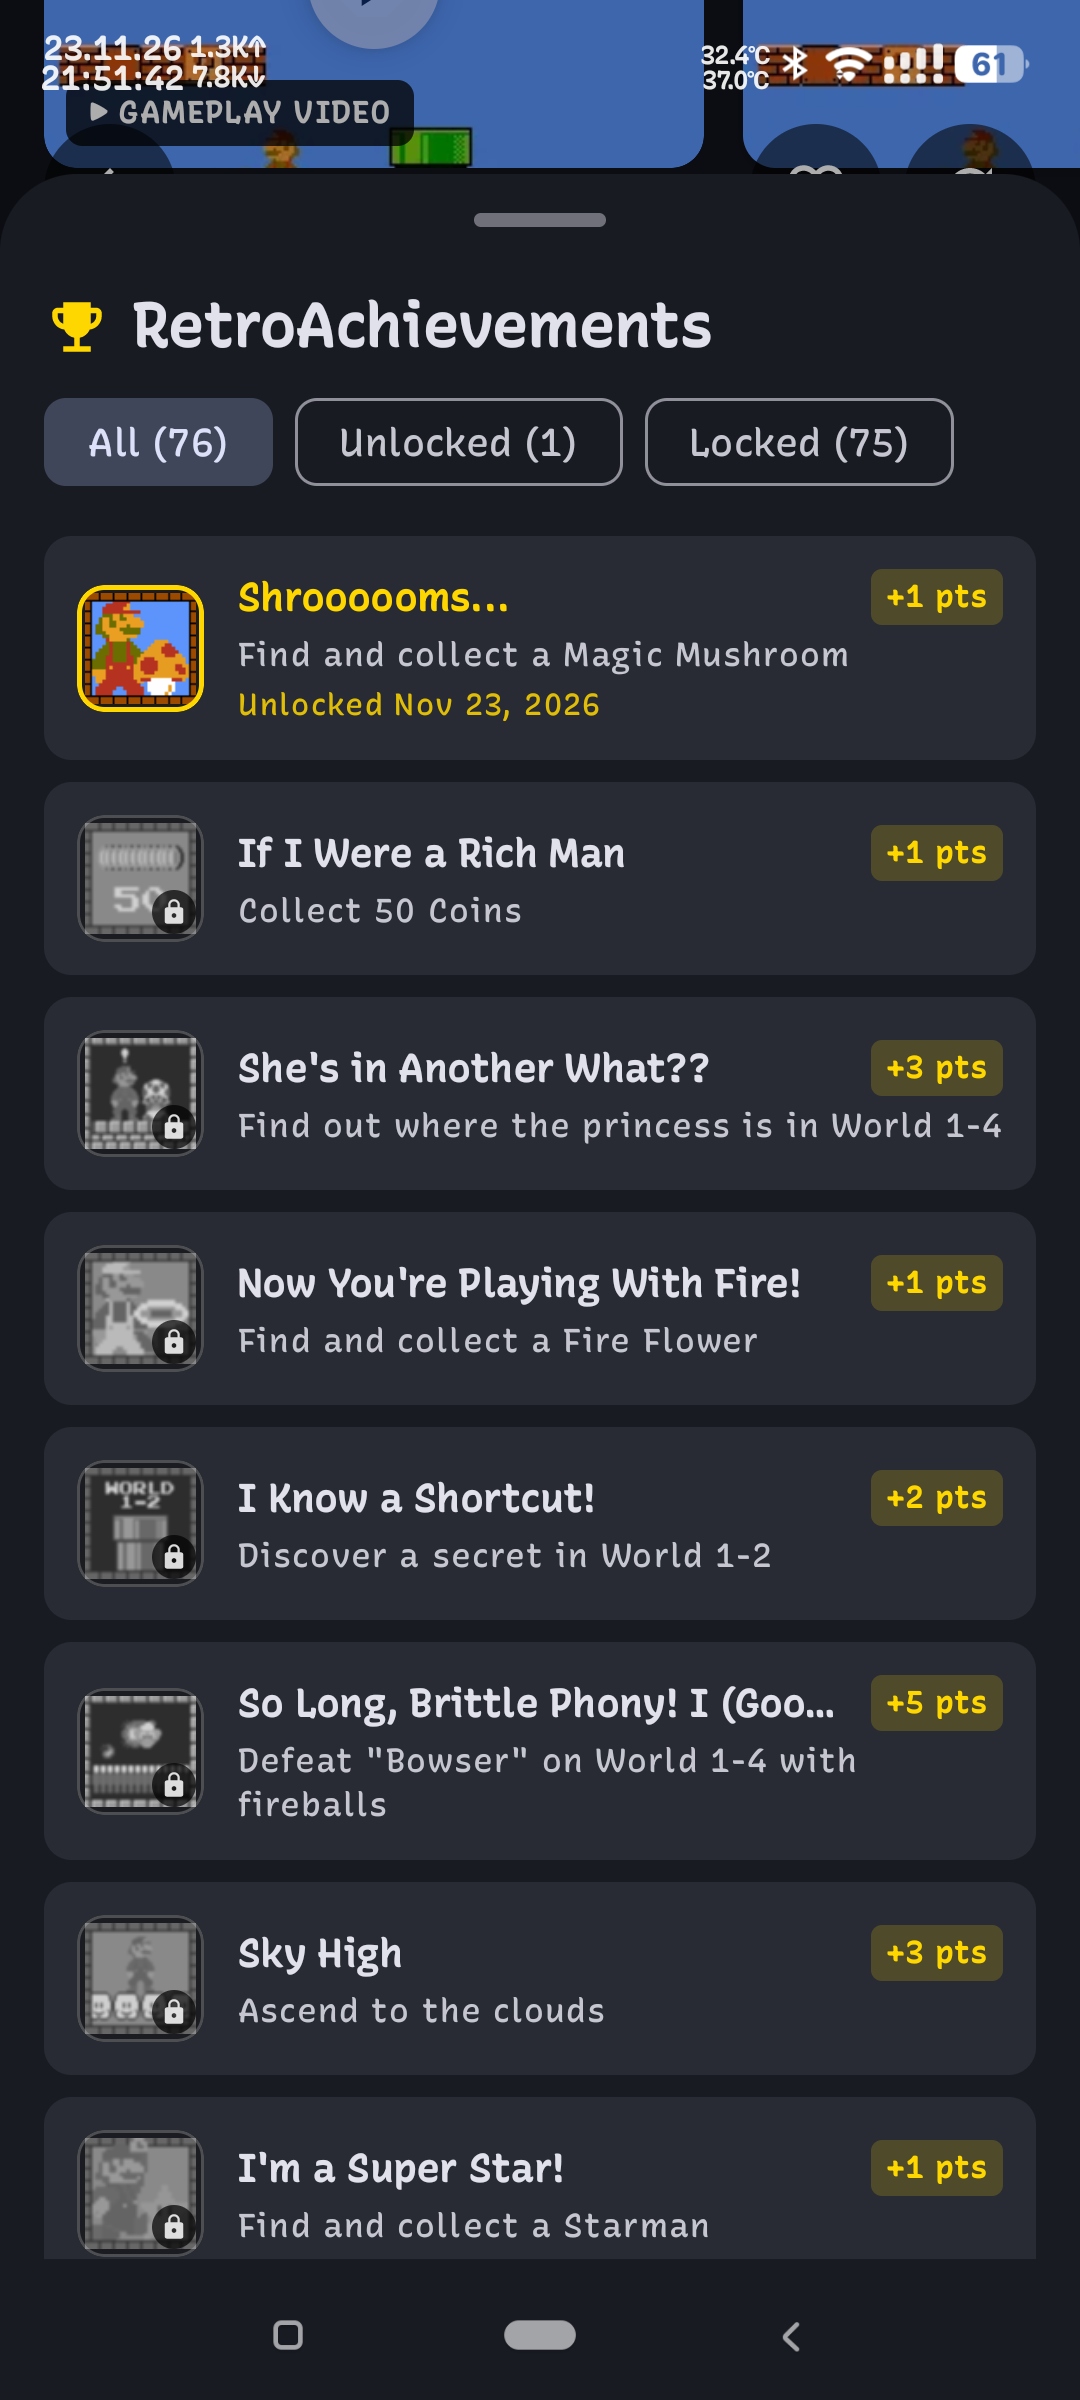 23.11.26 1.3K↑
21:51:42 7.8K↓
32.4°C
37.0°C
61
GAMEPLAY VIDEO
RetroAchievements
All (76)
Unlocked (1)
Locked (75)
Shroooooms...
+1 pts
Find and collect a Magic Mushroom
Unlocked Nov 23, 2026
50
If I Were a Rich Man
+1 pts
Collect 50 Coins
She's in Another What??
+3 pts
Find out where the princess is in World 1-4
Now You're Playing With Fire!
+1 pts
Find and collect a Fire Flower
WORLD
1-2
I Know a Shortcut!
+2 pts
Discover a secret in World 1-2
So Long, Brittle Phony! I (Goo...
+5 pts
Defeat "Bowser" on World 1-4 with
fireballs
Sky High
+3 pts
Ascend to the clouds
I'm a Super Star!
+1 pts
Find and collect a Starman